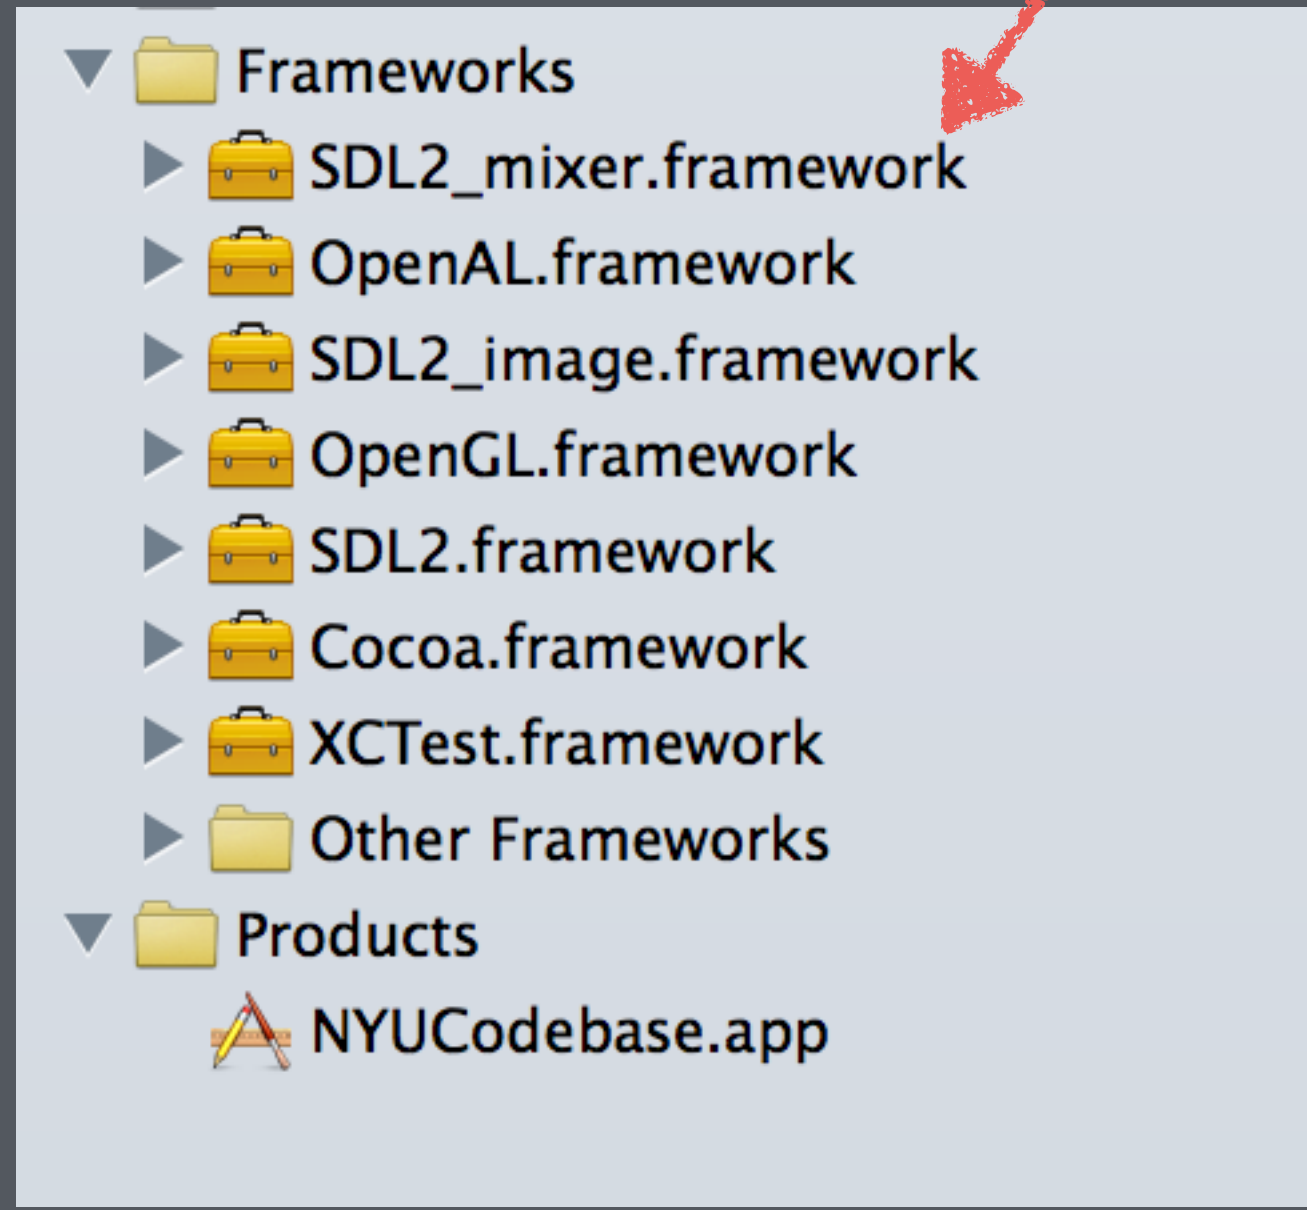 Frameworks
SDL2_mixer.framework
OpenAL.framework
SDL2_image.framework
OpenGL.framework
SDL2.framework
Cocoa.framework
XCTest.framework
Other Frameworks
Products
NYUCodebase.app